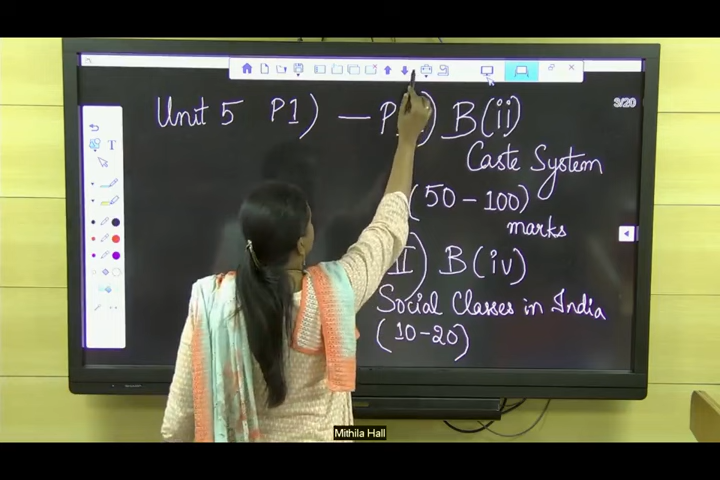 3/20
Unit 5 P1) — P B(ii)
Caste System
(50 - 100)
marks
II) B(iv)
Social Classes in India
(10 - 20)
Mithila Hall